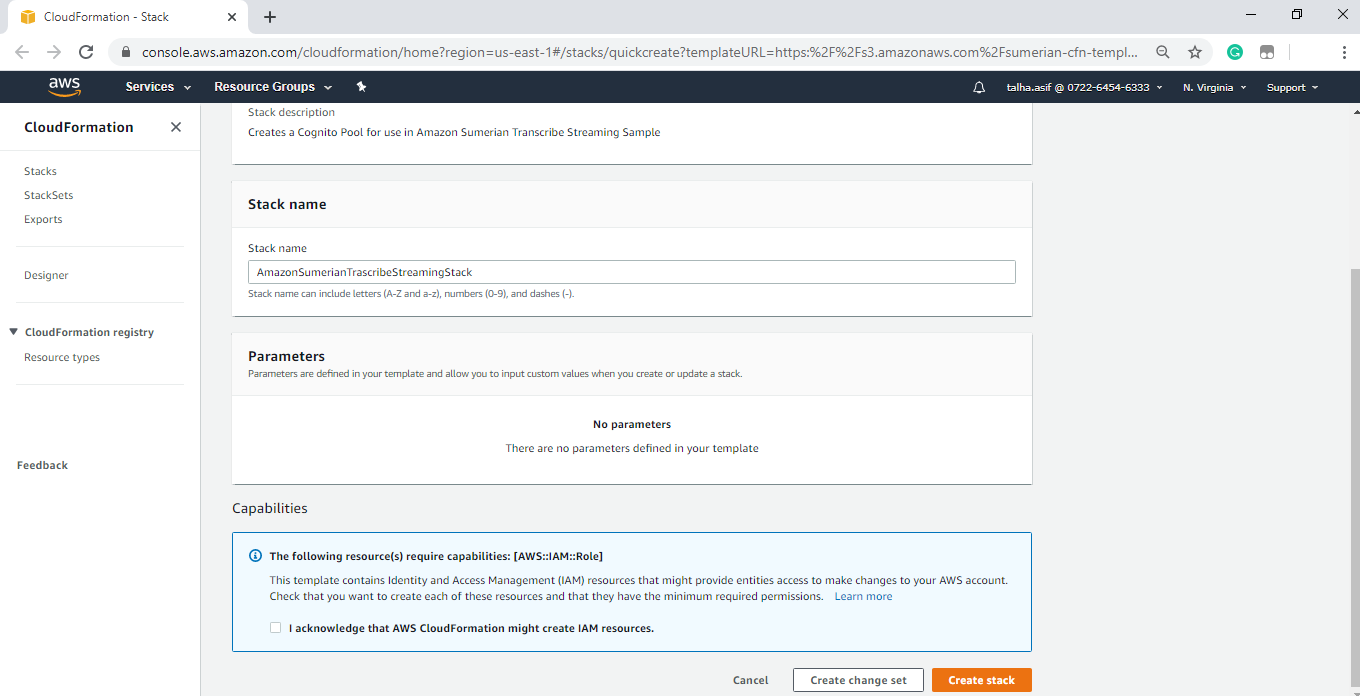 CloudFormation - Stack
console.aws.amazon.com/cloudformation/home?region=us-east-1#/stacks/quickcreate?templateURL=https:%2F%2Fs3.amazonaws.com%2Fsumerian-cfn-templ...
aws
Services
Resource Groups
talha.asif @ 0722-6454-6333
N. Virginia
Support
CloudFormation
Stacks
StackSets
Exports
Designer
CloudFormation registry
Resource types
Feedback
Stack description
Creates a Cognito Pool for use in Amazon Sumerian Transcribe Streaming Sample
Stack name
Stack name
AmazonSumerianTrascribeStreamingStack
Stack name can include letters (A-Z and a-z), numbers (0-9), and dashes (-).
Parameters
Parameters are defined in your template and allow you to input custom values when you create or update a stack.
No parameters
There are no parameters defined in your template
Capabilities
The following resource(s) require capabilities: [AWS::IAM::Role]
This template contains Identity and Access Management (IAM) resources that might provide entities access to make changes to your AWS account.
Check that you want to create each of these resources and that they have the minimum required permissions. Learn more
I acknowledge that AWS CloudFormation might create IAM resources.
Cancel
Create change set
Create stack